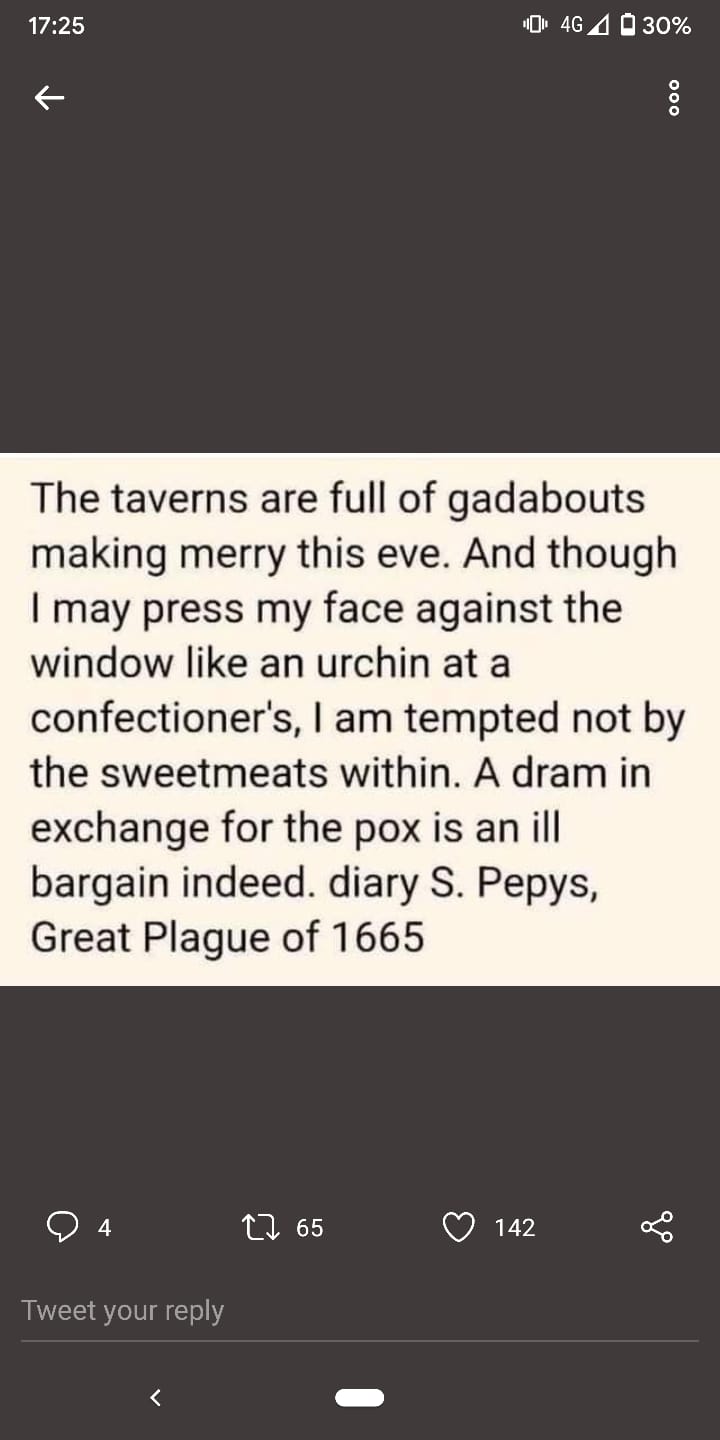 17:25 4G 30%
The taverns are full of gadabouts
making merry this eve. And though
I may press my face against the
window like an urchin at a
confectioner's, I am tempted not by
the sweetmeats within. A dram in
exchange for the pox is an ill
bargain indeed. diary S. Pepys,
Great Plague of 1665
4 65 142
Tweet your reply